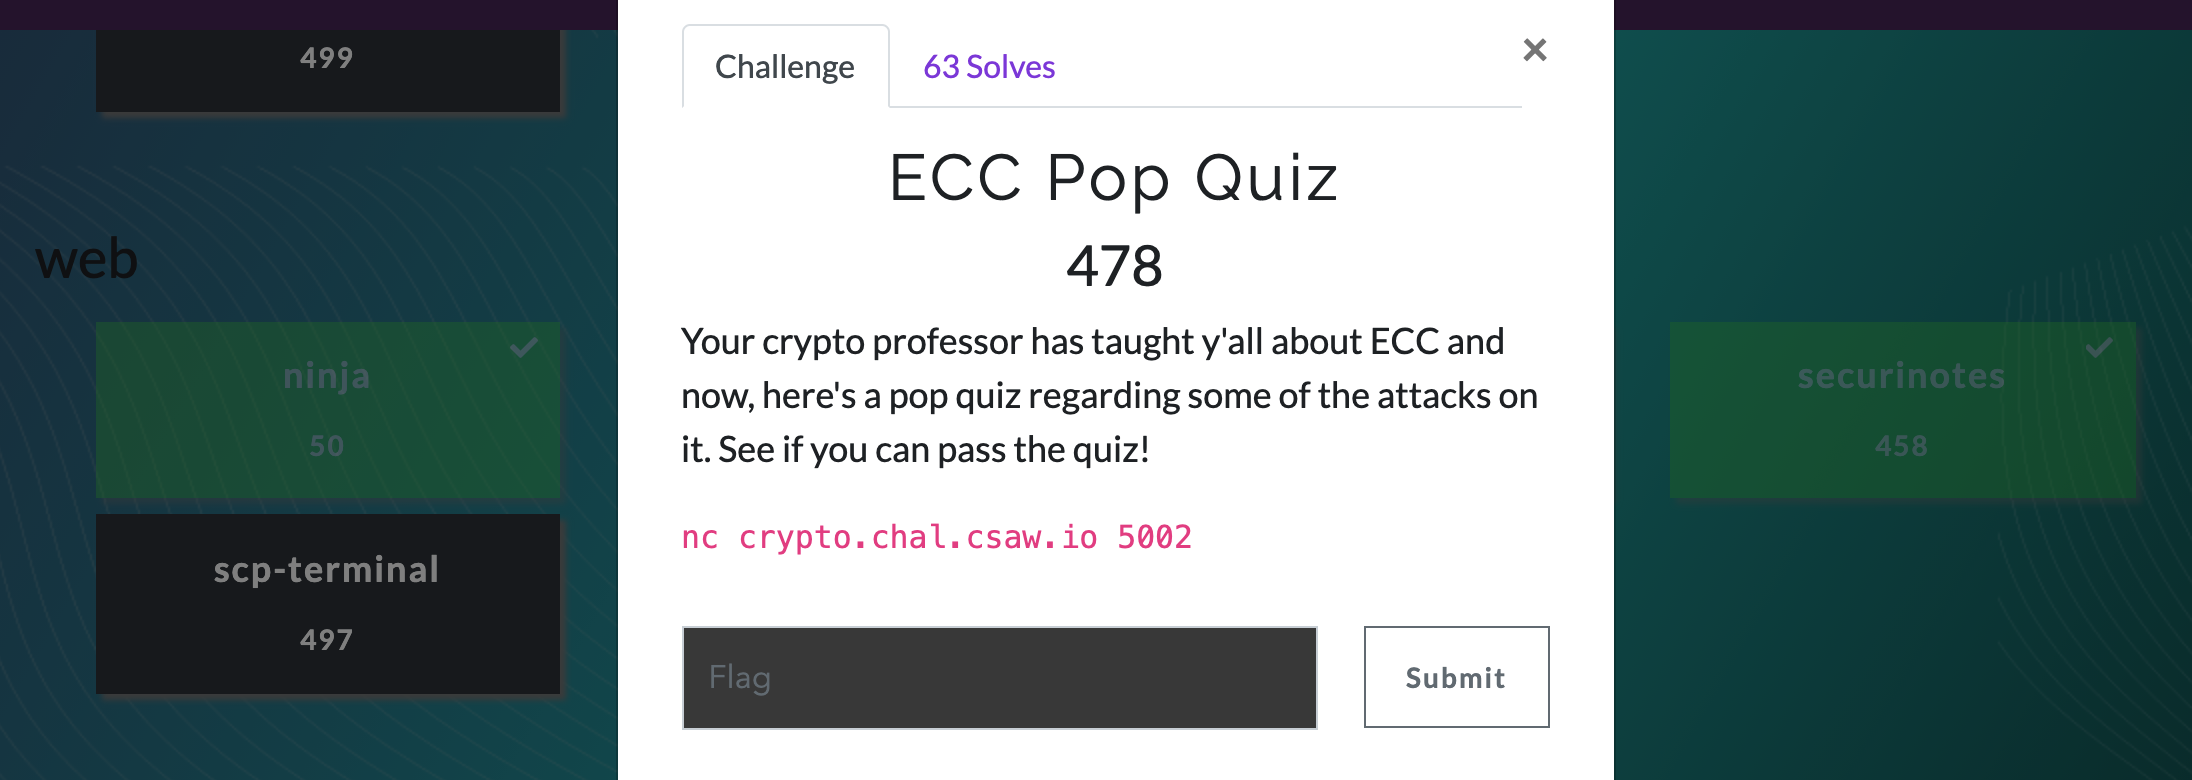 499
web
ninja
50
scp-terminal
497
Challenge
63 Solves
×
ECC Pop Quiz
478
Your crypto professor has taught y'all about ECC and
now, here's a pop quiz regarding some of the attacks on
it. See if you can pass the quiz!
nc crypto.chal.csaw.io 5002
Flag
Submit
securinotes
458